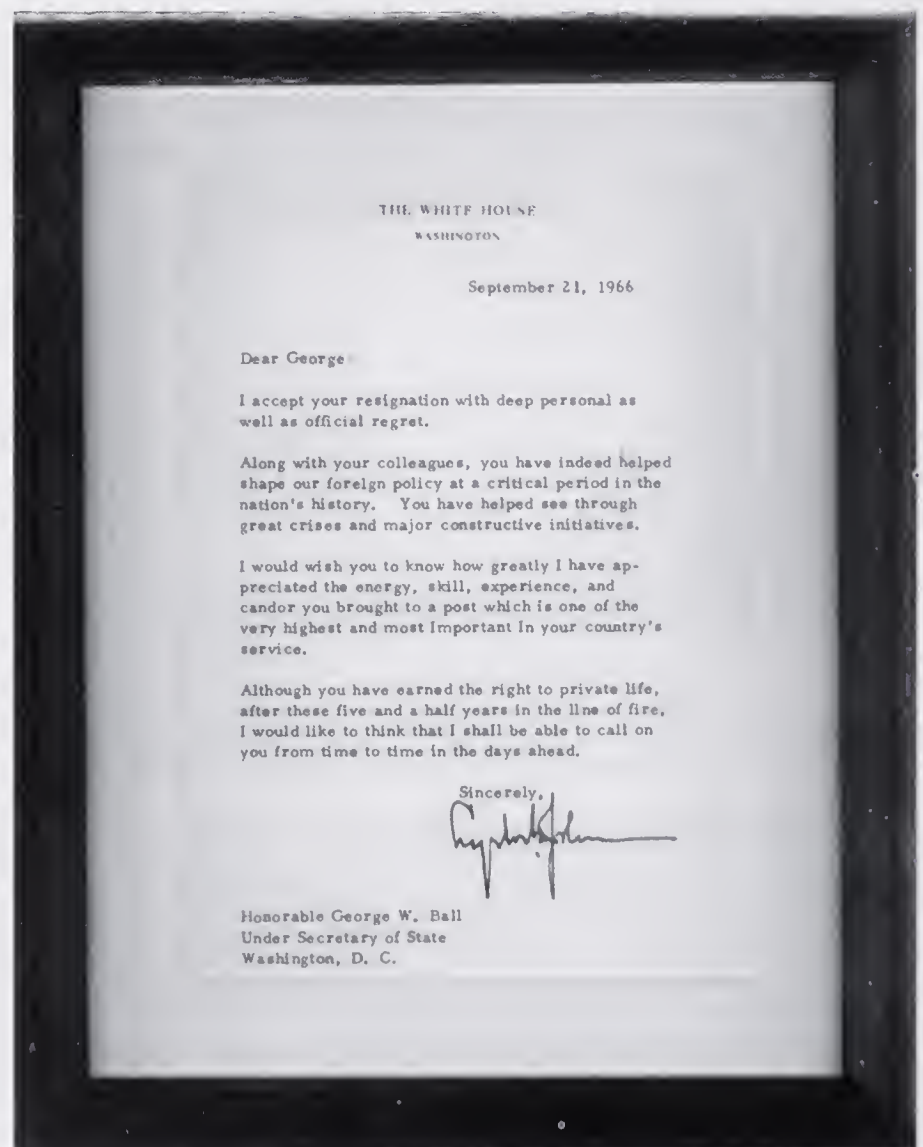 THE WHITE HOUSE
WASHINGTON
September 21, 1966
Dear George
I accept your resignation with deep personal as
well as official regret.
Along with your colleagues, you have indeed helped
shape our foreign policy at a critical period in the
nation's history. You have helped see through
great crises and major constructive initiatives.
I would wish you to know how greatly I have ap-
preciated the energy, skill, experience, and
candor you brought to a post which is one of the
very highest and most important in your country's
service.
Although you have earned the right to private life,
after these five and a half years in the line of fire,
I would like to think that I shall be able to call on
you from time to time in the days ahead.
Sincerely,
Honorable George W. Ball
Under Secretary of State
Washington, D. C.